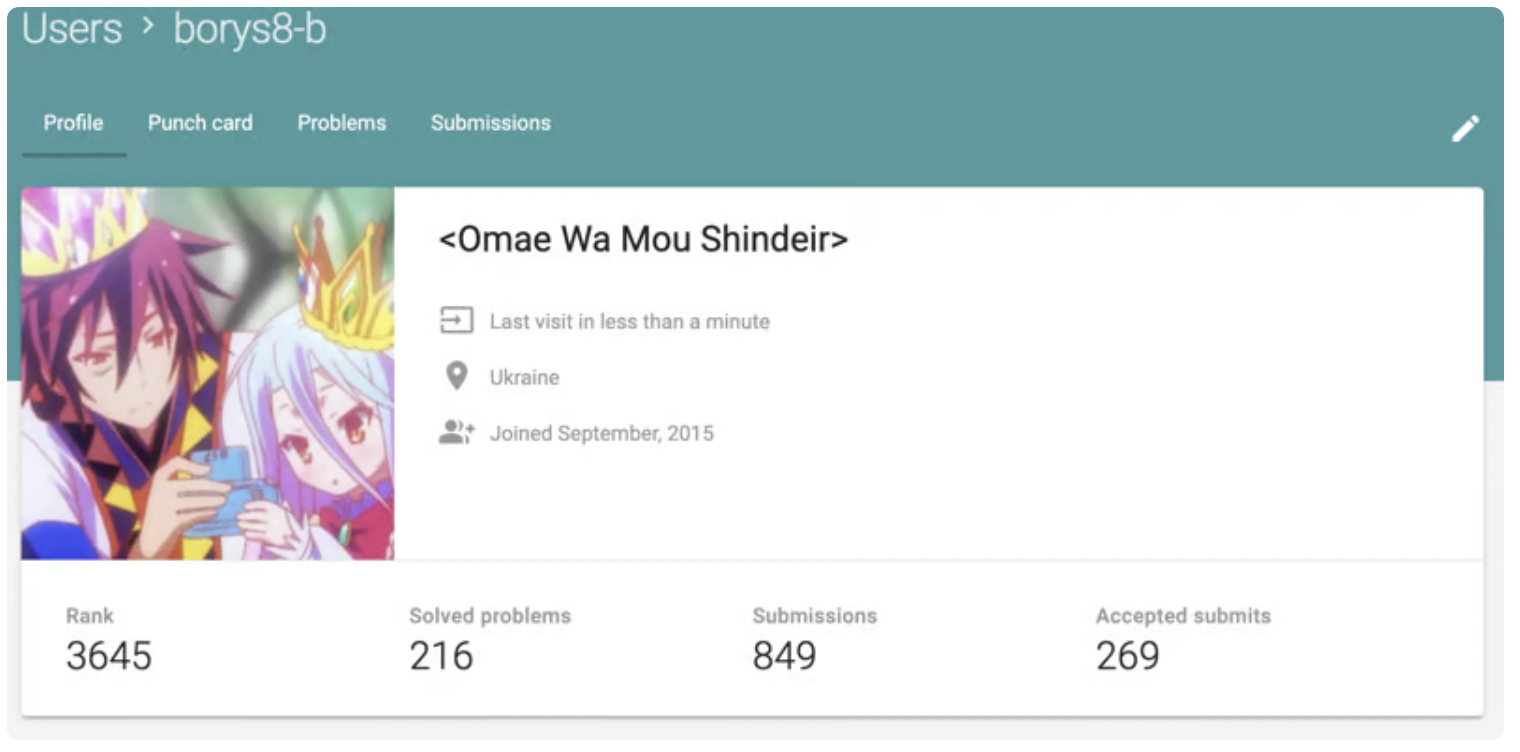 Users > borys8-b
Profile Punch card Problems Submissions
<Omae Wa Mou Shindeir>
Last visit in less than a minute
Ukraine
Joined September, 2015
Rank Solved problems Submissions Accepted submits
3645 216 849 269